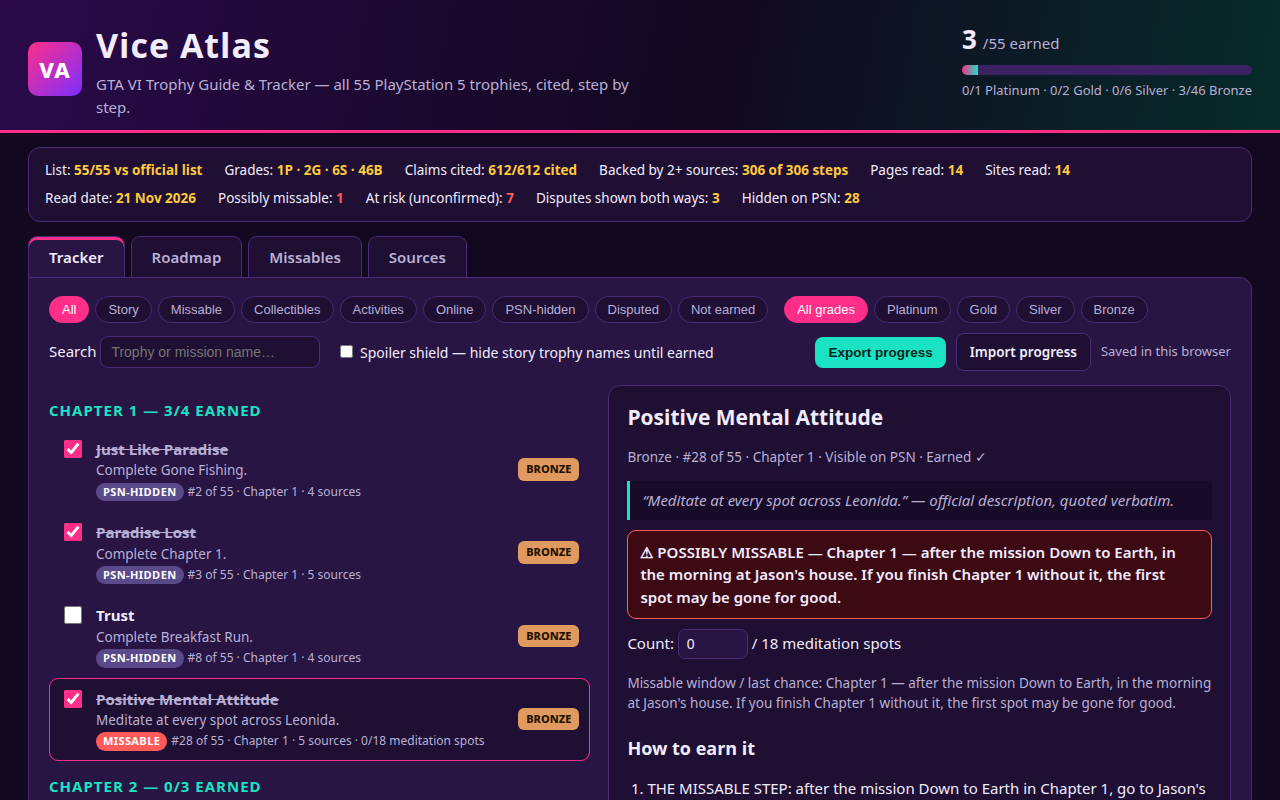 VA
Vice Atlas
GTA VI Trophy Guide & Tracker — all 55 PlayStation 5 trophies, cited, step by
step.
3 /55 earned
0/1 Platinum · 0/2 Gold · 0/6 Silver · 3/46 Bronze
List: 55/55 vs official list Grades: 1P · 2G · 6S · 46B Claims cited: 612/612 cited Backed by 2+ sources: 306 of 306 steps Pages read: 14 Sites read: 14
Read date: 21 Nov 2026 Possibly missable: 1 At risk (unconfirmed): 7 Disputes shown both ways: 3 Hidden on PSN: 28
Tracker Roadmap Missables Sources
All Story Missable Collectibles Activities Online PSN-hidden Disputed Not earned All grades Platinum Gold Silver Bronze
Search Trophy or mission name… Spoiler shield — hide story trophy names until earned Export progress Import progress Saved in this browser
CHAPTER 1 — 3/4 EARNED
Just Like Paradise
Complete Gone Fishing.
PSN-HIDDEN #2 of 55 · Chapter 1 · 4 sources
BRONZE
Paradise Lost
Complete Chapter 1.
PSN-HIDDEN #3 of 55 · Chapter 1 · 5 sources
BRONZE
Trust
Complete Breakfast Run.
PSN-HIDDEN #8 of 55 · Chapter 1 · 4 sources
BRONZE
Positive Mental Attitude
Meditate at every spot across Leonida.
MISSABLE #28 of 55 · Chapter 1 · 5 sources · 0/18 meditation spots
BRONZE
CHAPTER 2 — 0/3 EARNED
Positive Mental Attitude
Bronze · #28 of 55 · Chapter 1 · Visible on PSN · Earned ✓
“Meditate at every spot across Leonida.” — official description, quoted verbatim.
⚠ POSSIBLY MISSABLE — Chapter 1 — after the mission Down to Earth, in
the morning at Jason's house. If you finish Chapter 1 without it, the first
spot may be gone for good.
Count: 0 / 18 meditation spots
Missable window / last chance: Chapter 1 — after the mission Down to Earth, in the morning
at Jason's house. If you finish Chapter 1 without it, the first spot may be gone for good.
How to earn it
1. THE MISSABLE STEP: after the mission Down to Earth in Chapter 1, go to Jason's